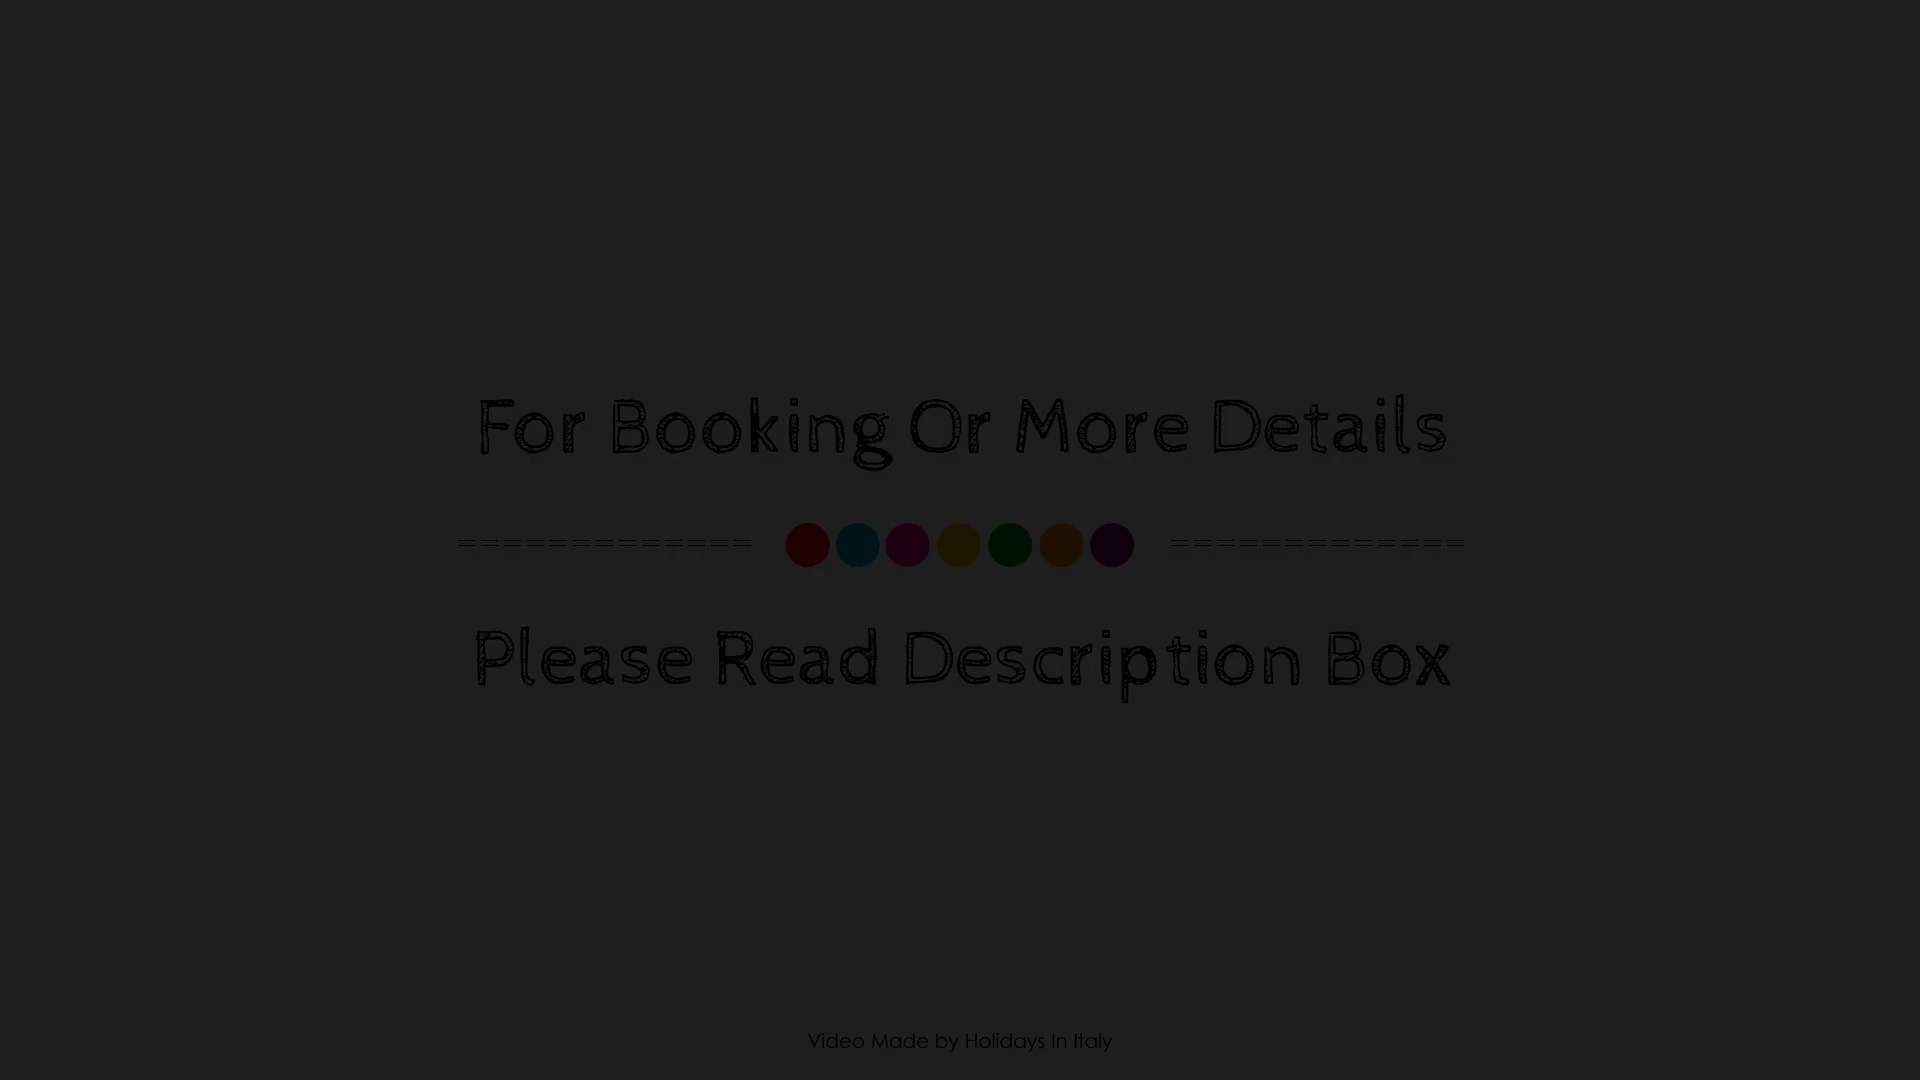 For Booking Or More Details
============= =============
Please Read Description Box
Video Made by Holidays In Italy